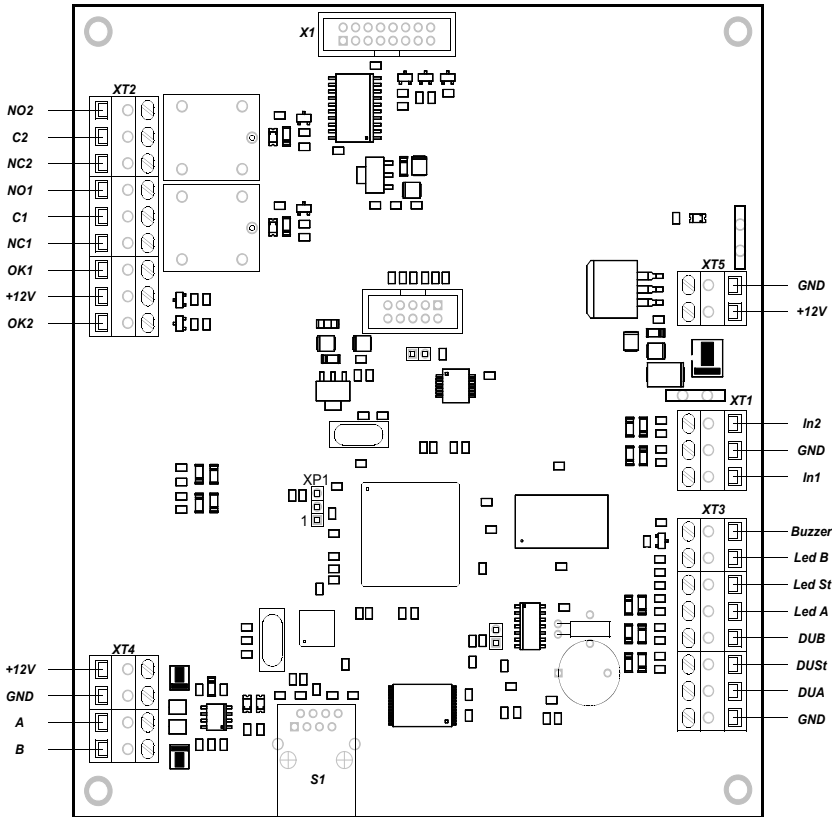 X1
XT2
NO2
C2
NC2
NO1
C1
NC1
OK1
+12V
OK2
XT5
GND
+12V
XT1
In2
GND
In1
XP1
1
XT3
Buzzer
Led B
Led St
Led A
DUB
DUSt
DUA
GND
XT4
+12V
GND
A
B
S1